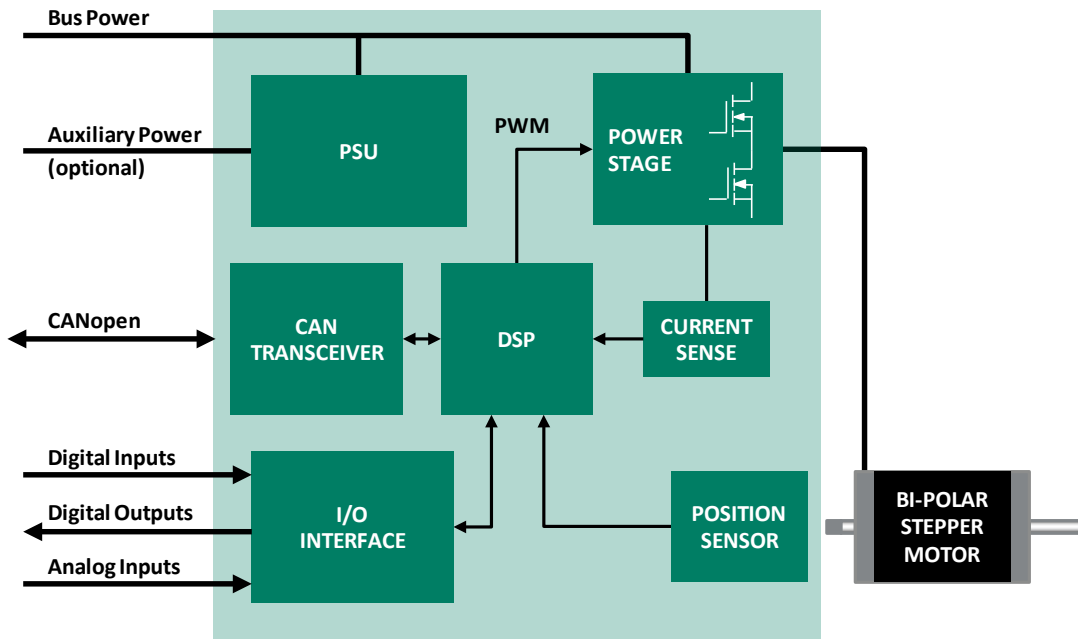 Bus Power
PSU
Auxiliary Power
(optional)
PWM
POWER
STAGE
CANopen
CAN
TRANSCEIVER
DSP
CURRENT
SENSE
Digital Inputs
Digital Outputs
Analog Inputs
I/O
INTERFACE
POSITION
SENSOR
BI-POLAR
STEPPER
MOTOR